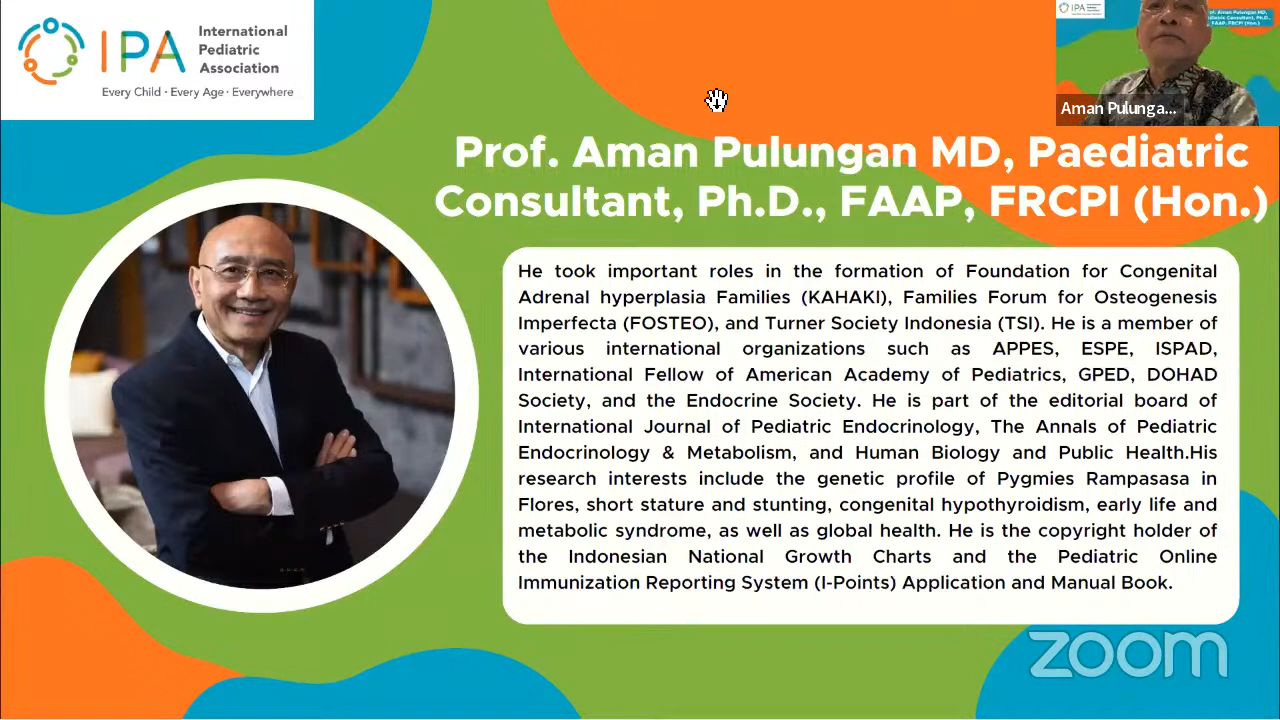 IPA
International
Pediatric
Association
Every Child · Every Age · Everywhere
Aman Pulunga...
Prof. Aman Pulungan MD, Paediatric
Consultant, Ph.D., FAAP, FRCPI (Hon.)
He took important roles in the formation of Foundation for Congenital
Adrenal hyperplasia Families (KAHAKI), Families Forum for Osteogenesis
Imperfecta (FOSTEO), and Turner Society Indonesia (TSI). He is a member of
various international organizations such as APPES, ESPE, ISPAD,
International Fellow of American Academy of Pediatrics, GPED, DOHAD
Society, and the Endocrine Society. He is part of the editorial board of
International Journal of Pediatric Endocrinology, The Annals of Pediatric
Endocrinology & Metabolism, and Human Biology and Public Health.His
research interests include the genetic profile of Pygmies Rampasasa in
Flores, short stature and stunting, congenital hypothyroidism, early life and
metabolic syndrome, as well as global health. He is the copyright holder of
the Indonesian National Growth Charts and the Pediatric Online
Immunization Reporting System (I-Points) Application and Manual Book.
zoom